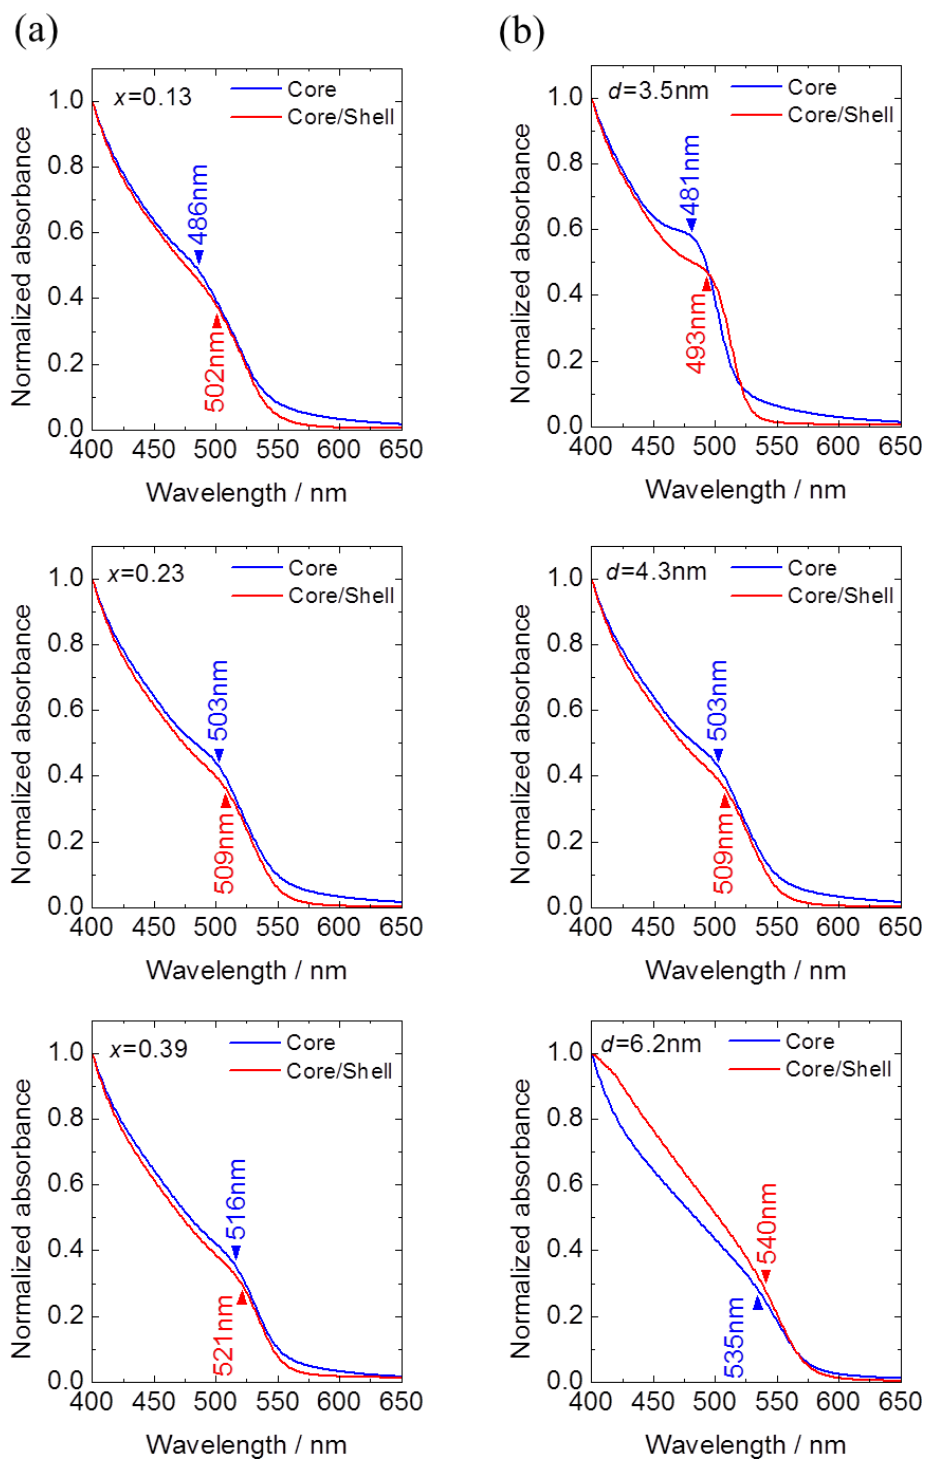 (a)
x=0.13
Core
Core/Shell
486nm
502nm
1.0
0.8
0.6
0.4
0.2
0.0
400 450 500 550 600 650
Normalized absorbance
Wavelength / nm
x=0.23
Core
Core/Shell
503nm
509nm
1.0
0.8
0.6
0.4
0.2
0.0
400 450 500 550 600 650
Normalized absorbance
Wavelength / nm
x=0.39
Core
Core/Shell
516nm
521nm
1.0
0.8
0.6
0.4
0.2
0.0
400 450 500 550 600 650
Normalized absorbance
Wavelength / nm
(b)
d=3.5nm
Core
Core/Shell
481nm
493nm
1.0
0.8
0.6
0.4
0.2
0.0
400 450 500 550 600 650
Normalized absorbance
Wavelength / nm
d=4.3nm
Core
Core/Shell
503nm
509nm
1.0
0.8
0.6
0.4
0.2
0.0
400 450 500 550 600 650
Normalized absorbance
Wavelength / nm
d=6.2nm
Core
Core/Shell
540nm
535nm
1.0
0.8
0.6
0.4
0.2
0.0
400 450 500 550 600 650
Normalized absorbance
Wavelength / nm